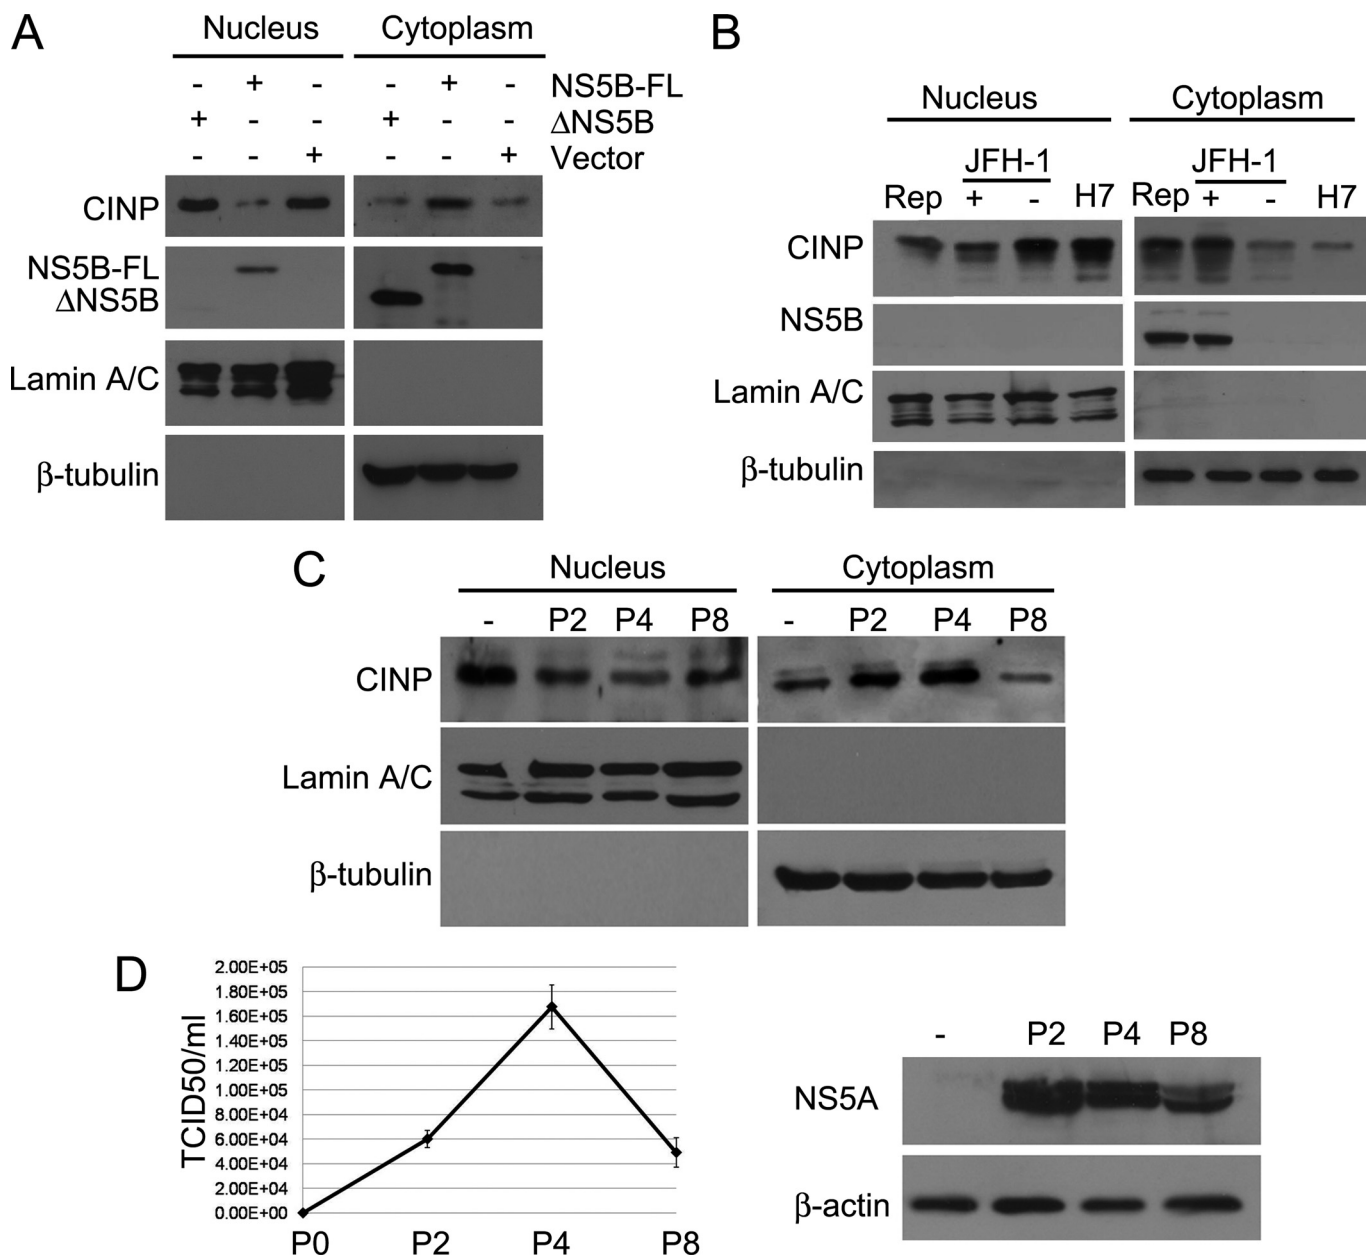 A
Nucleus Cytoplasm
- + - - + - NS5B-FL
+ - - + - - ΔNS5B
- - + - - + Vector
CINP
NS5B-FL
ΔNS5B
Lamin A/C
β-tubulin
B
Nucleus Cytoplasm
JFH-1 JFH-1
Rep + - H7 Rep + - H7
CINP
NS5B
Lamin A/C
β-tubulin
C
Nucleus Cytoplasm
- P2 P4 P8 - P2 P4 P8
CINP
Lamin A/C
β-tubulin
D
TCID50/ml
2.00E+05
1.80E+05
1.60E+05
1.40E+05
1.20E+05
1.00E+05
8.00E+04
6.00E+04
4.00E+04
2.00E+04
0.00E+00
P0 P2 P4 P8
- P2 P4 P8
NS5A
β-actin